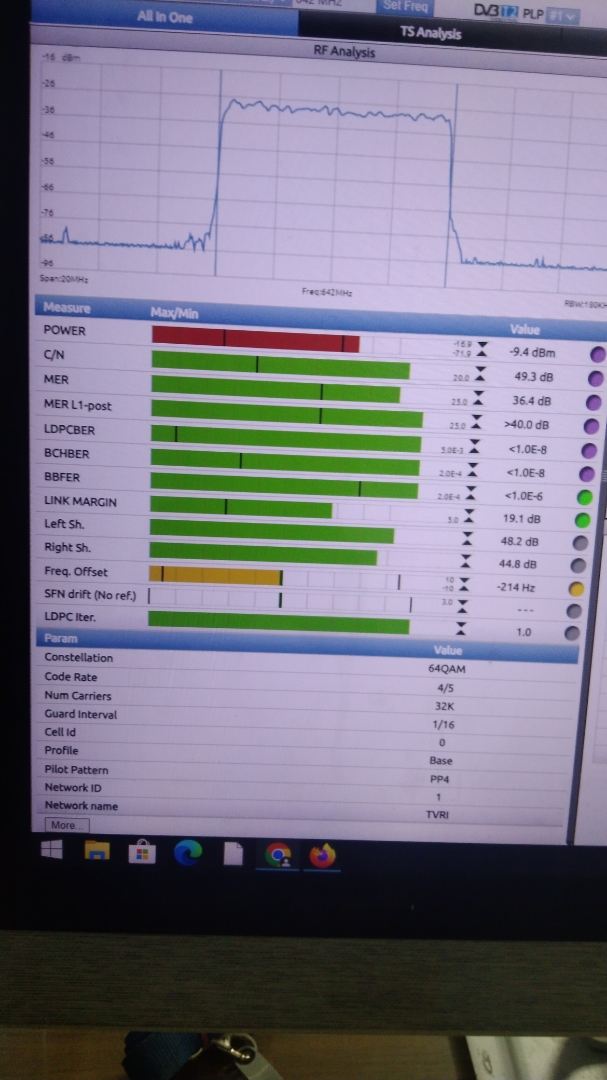 642 MHz Set Freq DVB T2 PLP #1
All In One TS Analysis
RF Analysis
-16 dBm
-26
-36
-46
-56
-66
-76
-86
-96
Span:20MHz Freq:642MHz
Measure Max/Min Value
POWER -16.9 -71.9 -9.4 dBm
C/N 20.0 49.3 dB
MER 25.0 36.4 dB
MER L1-post 25.0 >40.0 dB
LDPCBER 5.0E-3 <1.0E-8
BCHBER 2.0E-4 <1.0E-8
BBFER 2.0E-4 <1.0E-6
LINK MARGIN 3.0 19.1 dB
Left Sh. 48.2 dB
Right Sh. 44.8 dB
Freq. Offset 10 -10 -214 Hz
SFN drift (No ref.) 3.0 ---
LDPC Iter. 1.0
Param Value
Constellation 64QAM
Code Rate 4/5
Num Carriers 32K
Guard Interval 1/16
Cell Id 0
Profile Base
Pilot Pattern PP4
Network ID 1
Network name TVRI
More...